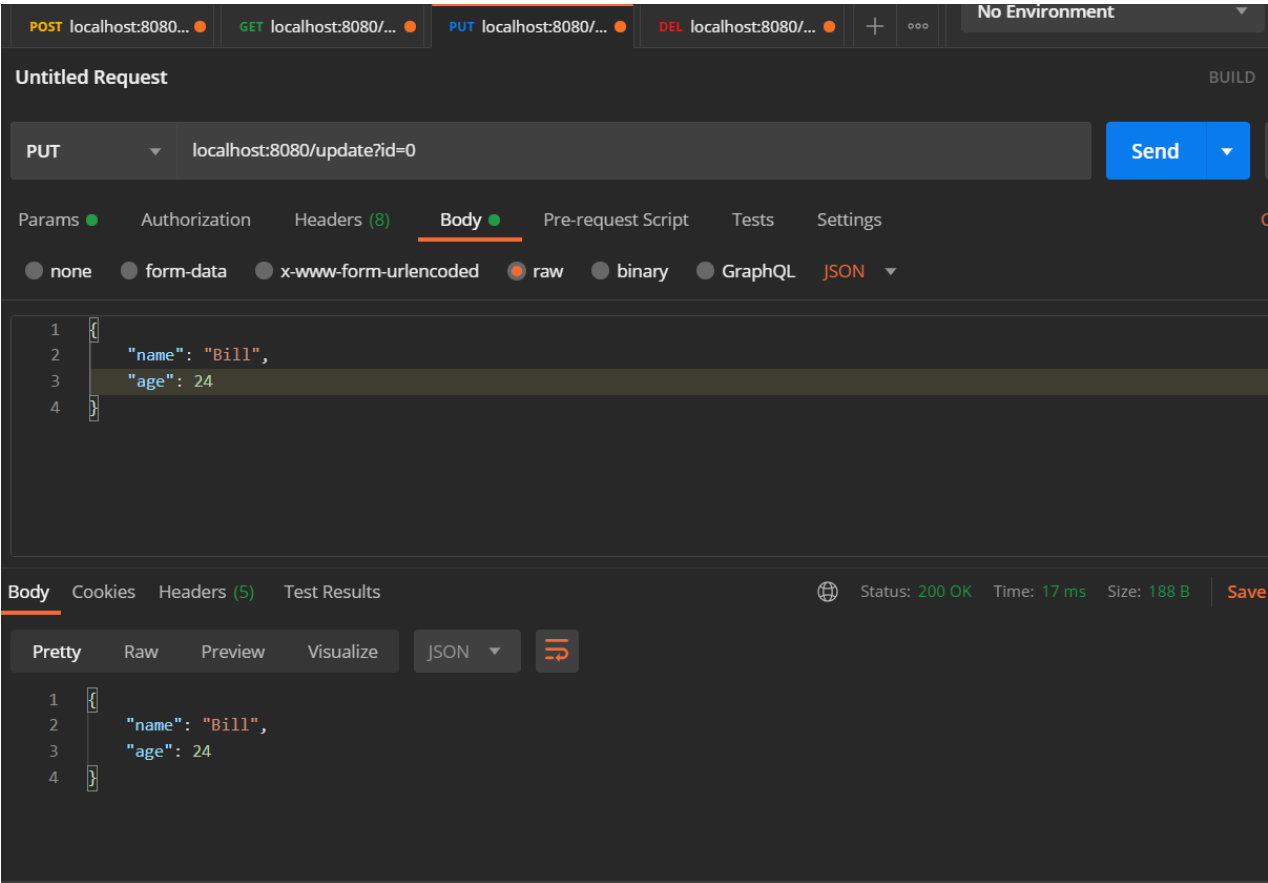 POST localhost:8080... GET localhost:8080/... PUT localhost:8080/... DEL localhost:8080/... + ooo No Environment
Untitled Request BUILD
PUT localhost:8080/update?id=0 Send
Params Authorization Headers (8) Body Pre-request Script Tests Settings
none form-data x-www-form-urlencoded raw binary GraphQL JSON
1 {
2 "name": "Bill",
3 "age": 24
4 }
Body Cookies Headers (5) Test Results Status: 200 OK Time: 17 ms Size: 188 B Save
Pretty Raw Preview Visualize JSON
1 {
2 "name": "Bill",
3 "age": 24
4 }